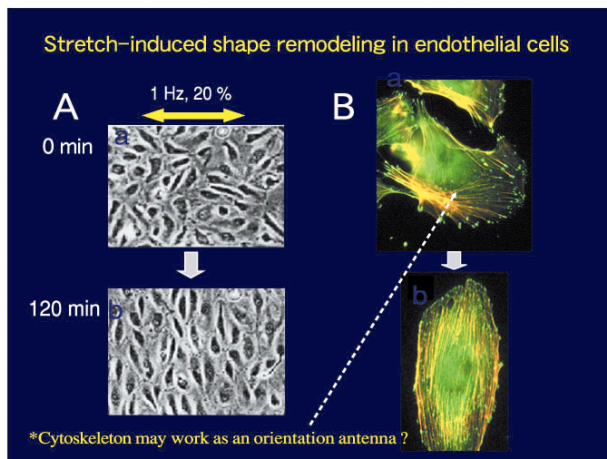 Stretch-induced shape remodeling in endothelial cells
A
1 Hz, 20 %
B
a
a
0 min
b
b
120 min
*Cytoskeleton may work as an orientation antenna ?